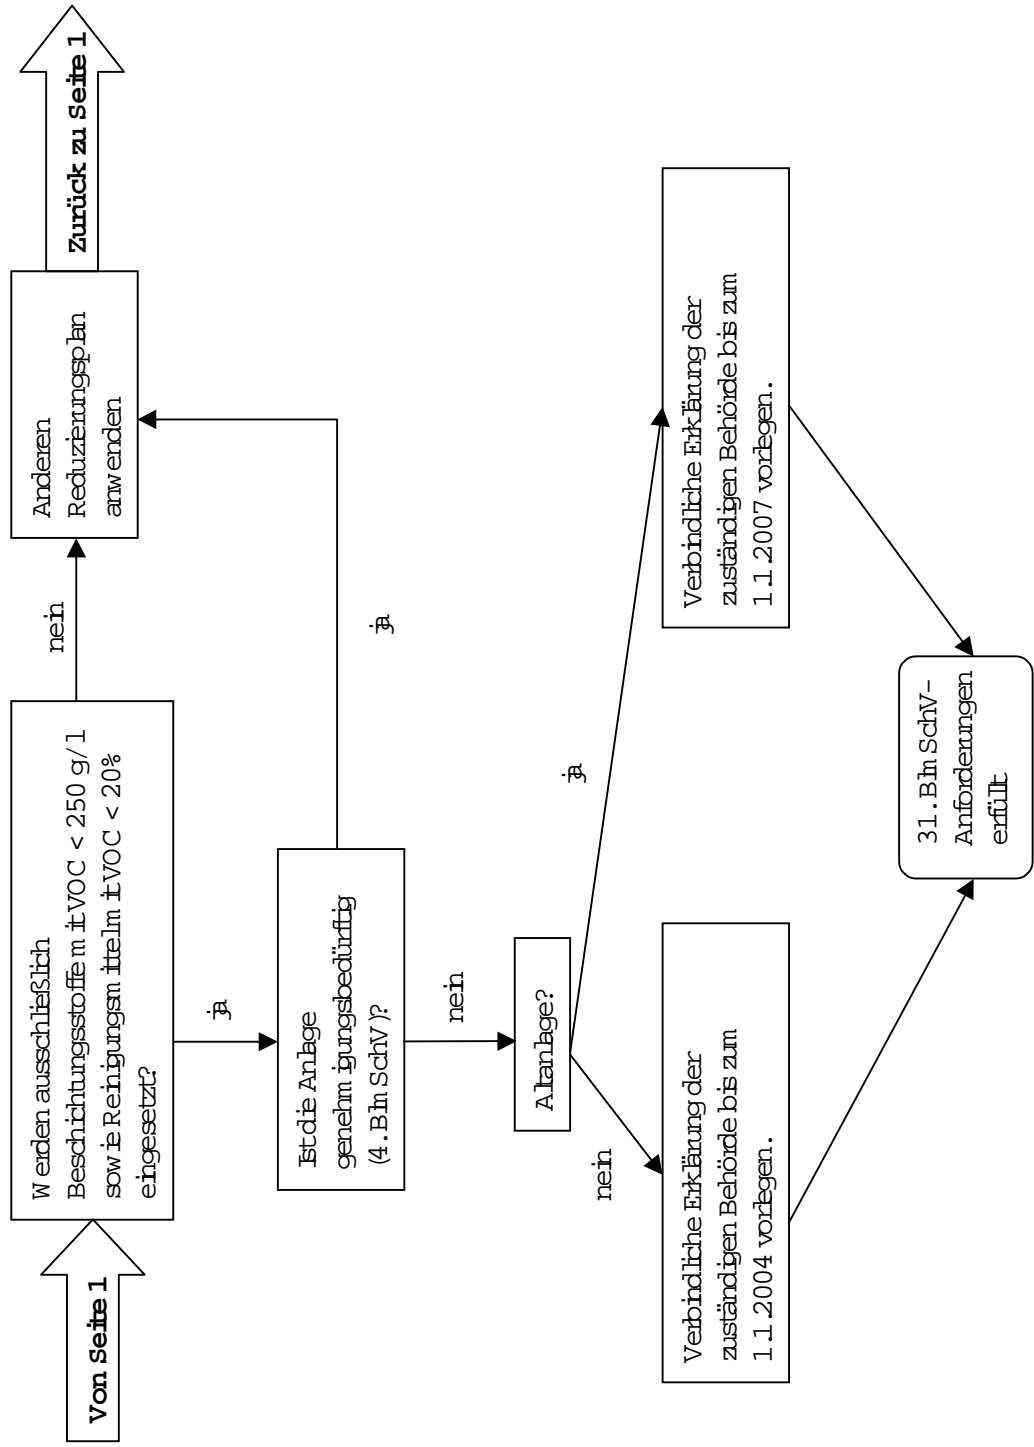 Von Seite 1
Werden ausschließlich
Beschichtungsstoffe mit VOC < 250 g/l
sowie Reinigungsmittel mit VOC < 20%
eingesetzt?
nein
Anderen
Reduzierungsplan
anwenden
Zurück zu Seite 1
ja
Ist die Anlage
genehmigungsbedürftig
(4. BImSchV)?
ja
nein
Altanlage?
nein
ja
Verbindliche Erklärung der
zuständigen Behörde bis zum
1.1.2004 vorlegen.
Verbindliche Erklärung der
zuständigen Behörde bis zum
1.1.2007 vorlegen.
31. BImSchV-
Anforderungen
erfüllt